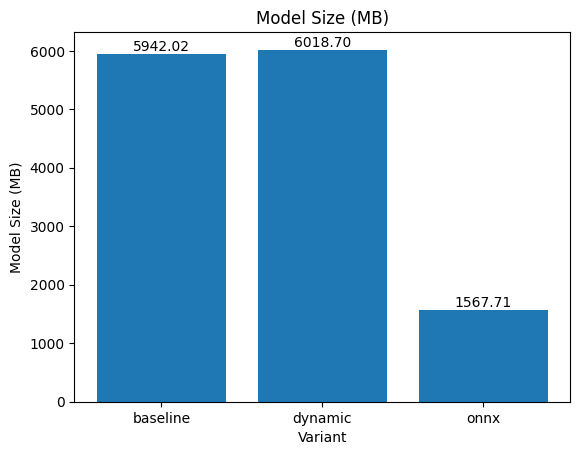 Model Size (MB)
5942.02
6018.70
1567.71
6000
5000
4000
3000
2000
1000
0
Model Size (MB)
baseline
dynamic
onnx
Variant